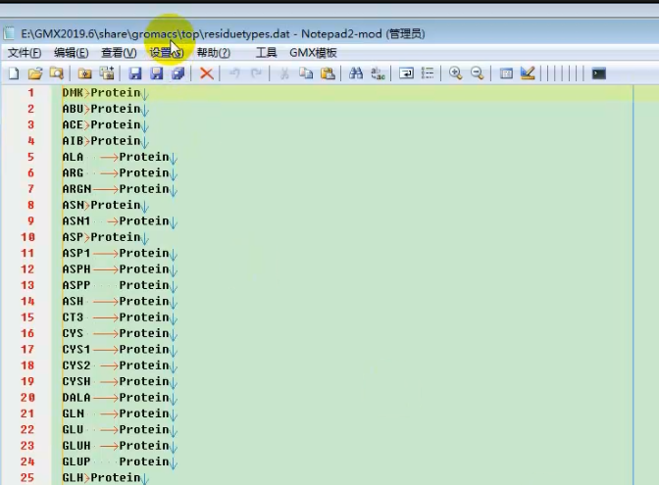 E:\GMX2019.6\share\gromacs\top\residuetypes.dat - Notepad2-mod (管理员)
文件(F) 编辑(E) 查看(V) 设置(S) 帮助(?) 工具 GMX模板
1 DMK Protein
2 ABU Protein
3 ACE Protein
4 AIB Protein
5 ALA Protein
6 ARG Protein
7 ARGN Protein
8 ASN Protein
9 ASN1 Protein
10 ASP Protein
11 ASP1 Protein
12 ASPH Protein
13 ASPP Protein
14 ASH Protein
15 CT3 Protein
16 CYS Protein
17 CYS1 Protein
18 CYS2 Protein
19 CYSH Protein
20 DALA Protein
21 GLN Protein
22 GLU Protein
23 GLUH Protein
24 GLUP Protein
25 GLH Protein